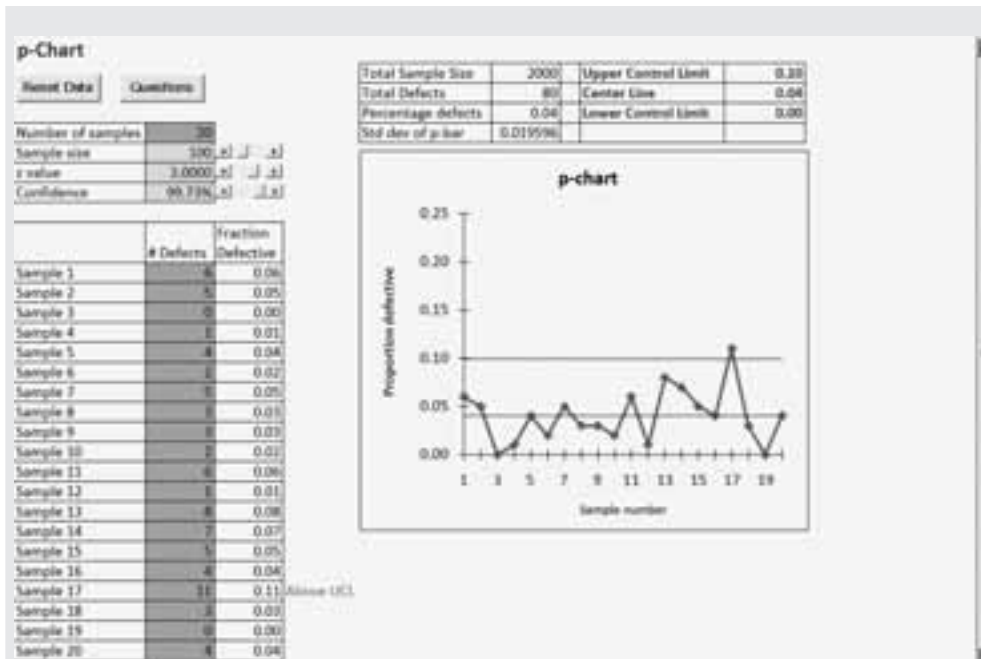 p-Chart
Reset Data Questions
Total Sample Size 2000 Upper Control Limit 0.10
Total Defects 80 Center Line 0.04
Percentage defects 0.04 Lower Control Limit 0.00
Std dev of p-bar 0.019596
Number of samples 20
Sample size 100
z value 3.0000
Confidence 99.73%
# Defects Fraction Defective
Sample 1 6 0.06
Sample 2 5 0.05
Sample 3 0 0.00
Sample 4 1 0.01
Sample 5 4 0.04
Sample 6 2 0.02
Sample 7 5 0.05
Sample 8 3 0.03
Sample 9 3 0.03
Sample 10 2 0.02
Sample 11 6 0.06
Sample 12 1 0.01
Sample 13 8 0.08
Sample 14 7 0.07
Sample 15 5 0.05
Sample 16 4 0.04
Sample 17 11 0.11 Above UCL
Sample 18 3 0.03
Sample 19 0 0.00
Sample 20 4 0.04
p-chart
Proportion defective
0.25
0.20
0.15
0.10
0.05
0.00
1 3 5 7 9 11 13 15 17 19
Sample number